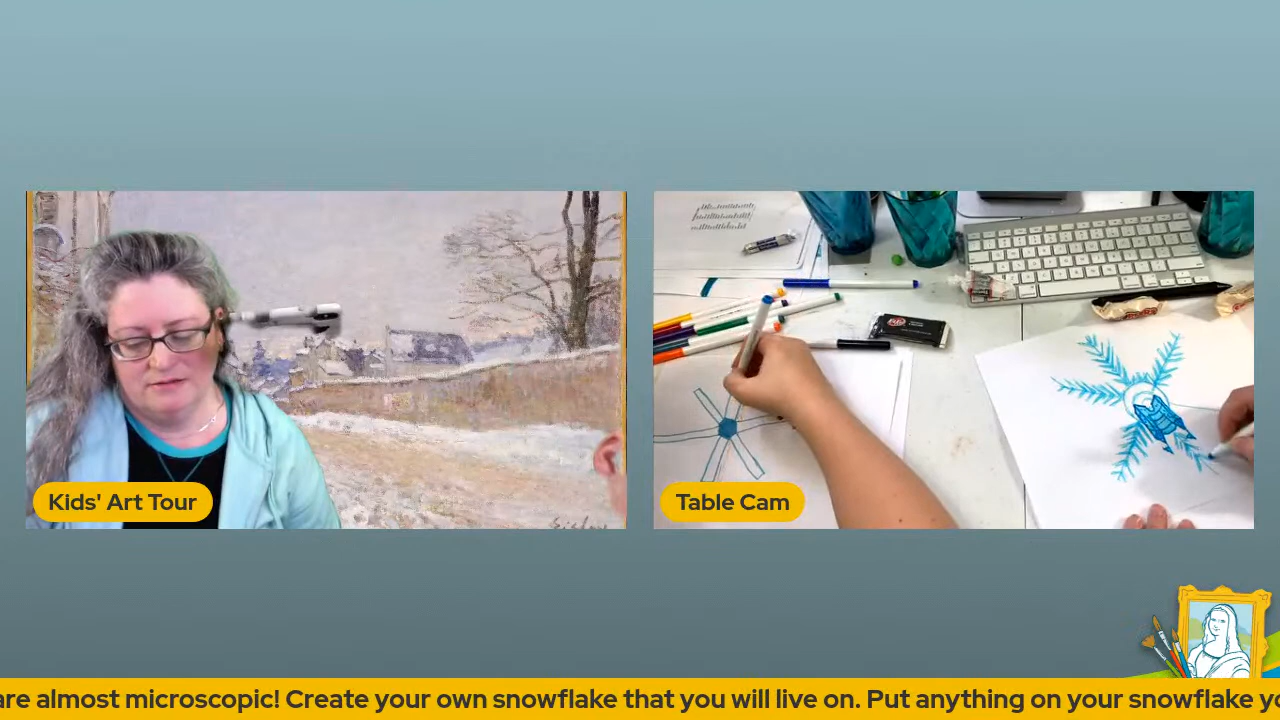 Kids' Art Tour
Table Cam
are almost microscopic! Create your own snowflake that you will live on. Put anything on your snowflake yo